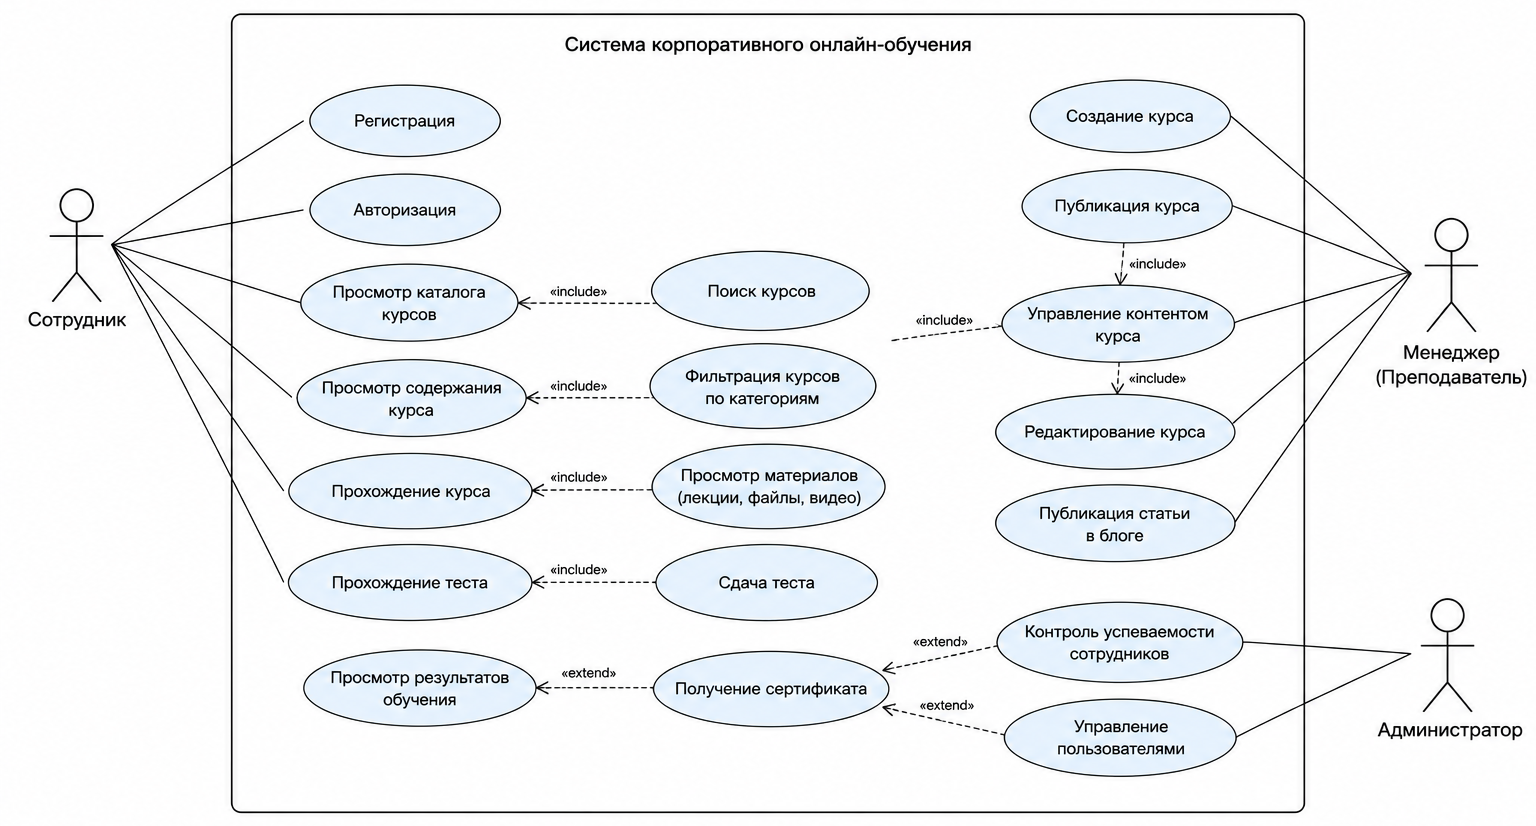 Система корпоративного онлайн-обучения
Регистрация
Авторизация
Просмотр каталога
курсов
Просмотр содержания
курса
Прохождение курса
Прохождение теста
Просмотр результатов
обучения
«include»
«include»
«include»
«include»
«extend»
Поиск курсов
Фильтрация курсов
по категориям
Просмотр материалов
(лекции, файлы, видео)
Сдача теста
Получение сертификата
«include»
«extend»
«extend»
Создание курса
Публикация курса
«include»
Управление контентом
курса
«include»
Редактирование курса
Публикация статьи
в блоге
Контроль успеваемости
сотрудников
Управление
пользователями
Сотрудник
Менеджер
(Преподаватель)
Администратор